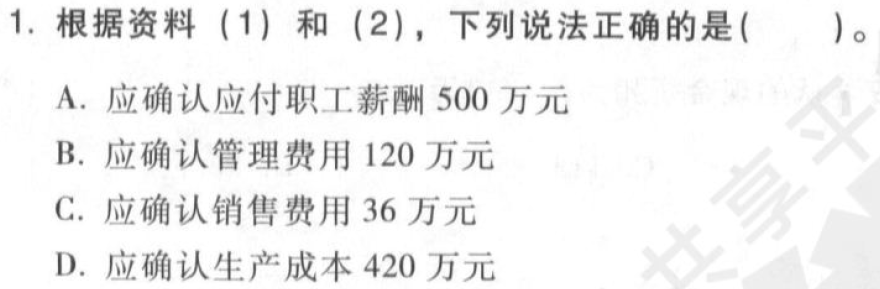 1. 根据资料（1）和（2），下列说法正确的是(　　)。
A. 应确认应付职工薪酬 500 万元
B. 应确认管理费用 120 万元
C. 应确认销售费用 36 万元
D. 应确认生产成本 420 万元
共享平